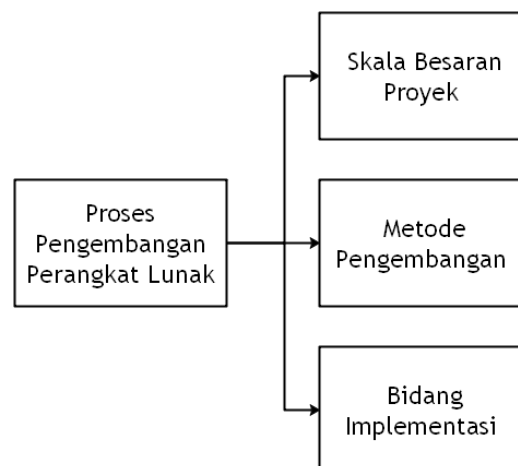 Skala Besaran
Proyek
Proses
Pengembangan
Perangkat Lunak
Metode
Pengembangan
Bidang
Implementasi